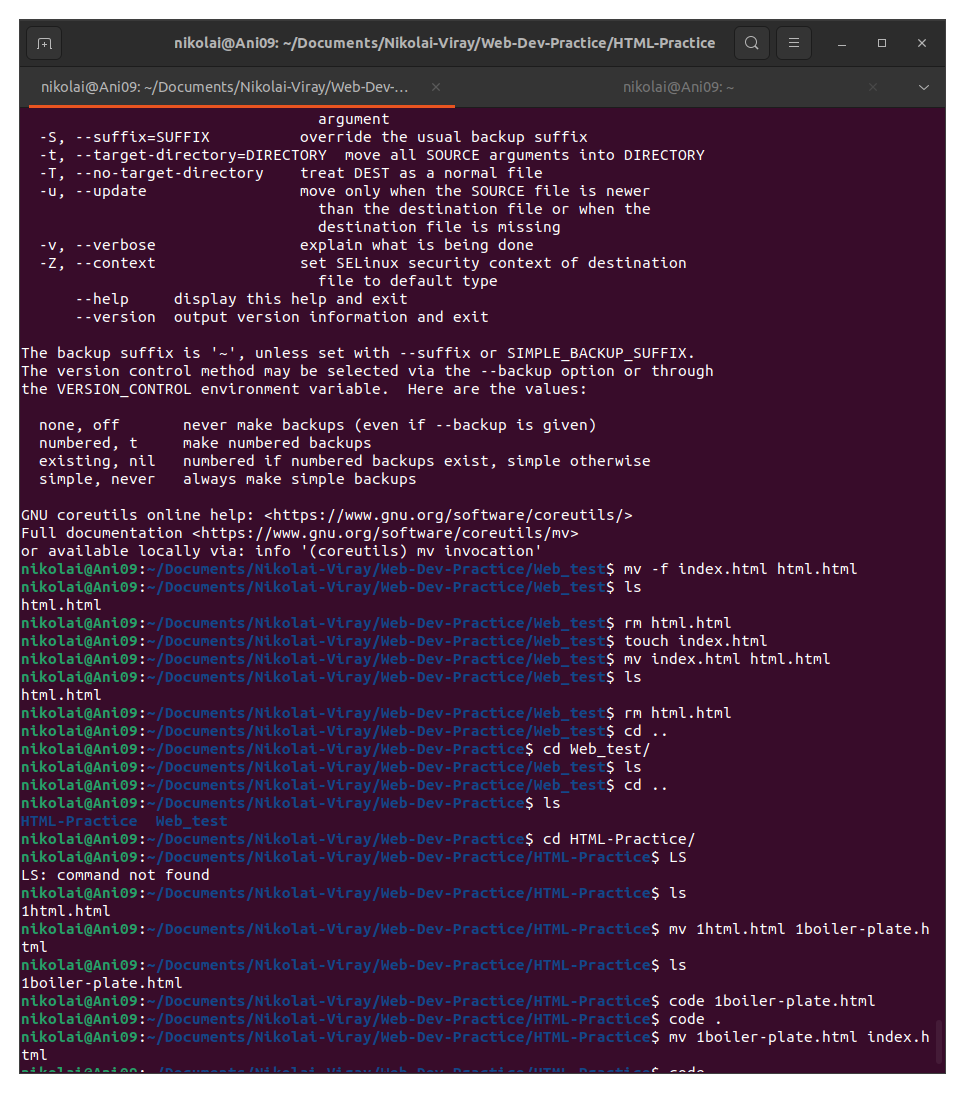 nikolai@Ani09: ~/Documents/Nikolai-Viray/Web-Dev-Practice/HTML-Practice
nikolai@Ani09: ~/Documents/Nikolai-Viray/Web-Dev-...
nikolai@Ani09: ~
argument
-S, --suffix=SUFFIX override the usual backup suffix
-t, --target-directory=DIRECTORY move all SOURCE arguments into DIRECTORY
-T, --no-target-directory treat DEST as a normal file
-u, --update move only when the SOURCE file is newer
than the destination file or when the
destination file is missing
-v, --verbose explain what is being done
-Z, --context set SELinux security context of destination
file to default type
--help display this help and exit
--version output version information and exit
The backup suffix is '~', unless set with --suffix or SIMPLE_BACKUP_SUFFIX.
The version control method may be selected via the --backup option or through
the VERSION_CONTROL environment variable. Here are the values:
none, off never make backups (even if --backup is given)
numbered, t make numbered backups
existing, nil numbered if numbered backups exist, simple otherwise
simple, never always make simple backups
GNU coreutils online help: <https://www.gnu.org/software/coreutils/>
Full documentation <https://www.gnu.org/software/coreutils/mv>
or available locally via: info '(coreutils) mv invocation'
nikolai@Ani09:~/Documents/Nikolai-Viray/Web-Dev-Practice/Web_test$ mv -f index.html html.html
nikolai@Ani09:~/Documents/Nikolai-Viray/Web-Dev-Practice/Web_test$ ls
html.html
nikolai@Ani09:~/Documents/Nikolai-Viray/Web-Dev-Practice/Web_test$ rm html.html
nikolai@Ani09:~/Documents/Nikolai-Viray/Web-Dev-Practice/Web_test$ touch index.html
nikolai@Ani09:~/Documents/Nikolai-Viray/Web-Dev-Practice/Web_test$ mv index.html html.html
nikolai@Ani09:~/Documents/Nikolai-Viray/Web-Dev-Practice/Web_test$ ls
html.html
nikolai@Ani09:~/Documents/Nikolai-Viray/Web-Dev-Practice/Web_test$ rm html.html
nikolai@Ani09:~/Documents/Nikolai-Viray/Web-Dev-Practice/Web_test$ cd ..
nikolai@Ani09:~/Documents/Nikolai-Viray/Web-Dev-Practice$ cd Web_test/
nikolai@Ani09:~/Documents/Nikolai-Viray/Web-Dev-Practice/Web_test$ ls
nikolai@Ani09:~/Documents/Nikolai-Viray/Web-Dev-Practice/Web_test$ cd ..
nikolai@Ani09:~/Documents/Nikolai-Viray/Web-Dev-Practice$ ls
HTML-Practice Web_test
nikolai@Ani09:~/Documents/Nikolai-Viray/Web-Dev-Practice$ cd HTML-Practice/
nikolai@Ani09:~/Documents/Nikolai-Viray/Web-Dev-Practice/HTML-Practice$ LS
LS: command not found
nikolai@Ani09:~/Documents/Nikolai-Viray/Web-Dev-Practice/HTML-Practice$ ls
1html.html
nikolai@Ani09:~/Documents/Nikolai-Viray/Web-Dev-Practice/HTML-Practice$ mv 1html.html 1boiler-plate.h
tml
nikolai@Ani09:~/Documents/Nikolai-Viray/Web-Dev-Practice/HTML-Practice$ ls
1boiler-plate.html
nikolai@Ani09:~/Documents/Nikolai-Viray/Web-Dev-Practice/HTML-Practice$ code 1boiler-plate.html
nikolai@Ani09:~/Documents/Nikolai-Viray/Web-Dev-Practice/HTML-Practice$ code .
nikolai@Ani09:~/Documents/Nikolai-Viray/Web-Dev-Practice/HTML-Practice$ mv 1boiler-plate.html index.h
tml